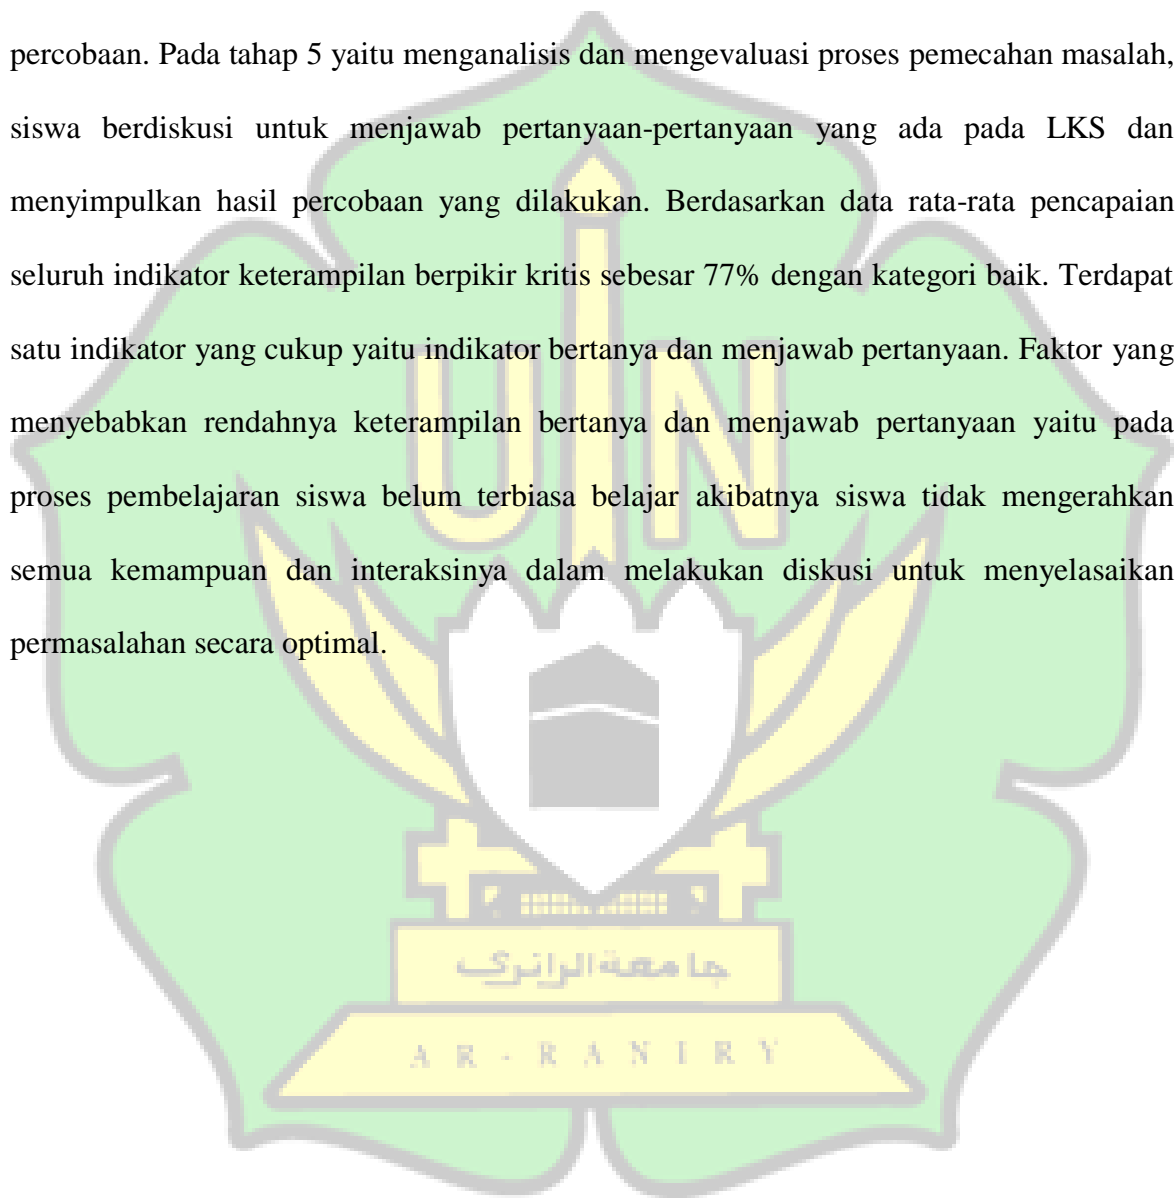 percobaan. Pada tahap 5 yaitu menganalisis dan mengevaluasi proses pemecahan masalah,
siswa berdiskusi untuk menjawab pertanyaan-pertanyaan yang ada pada LKS dan
menyimpulkan hasil percobaan yang dilakukan. Berdasarkan data rata-rata pencapaian
seluruh indikator keterampilan berpikir kritis sebesar 77% dengan kategori baik. Terdapat
satu indikator yang cukup yaitu indikator bertanya dan menjawab pertanyaan. Faktor yang
menyebabkan rendahnya keterampilan bertanya dan menjawab pertanyaan yaitu pada
proses pembelajaran siswa belum terbiasa belajar akibatnya siswa tidak mengerahkan
semua kemampuan dan interaksinya dalam melakukan diskusi untuk menyelasaikan
permasalahan secara optimal.
UIN
جامعة الرانري
AR-RANIRY